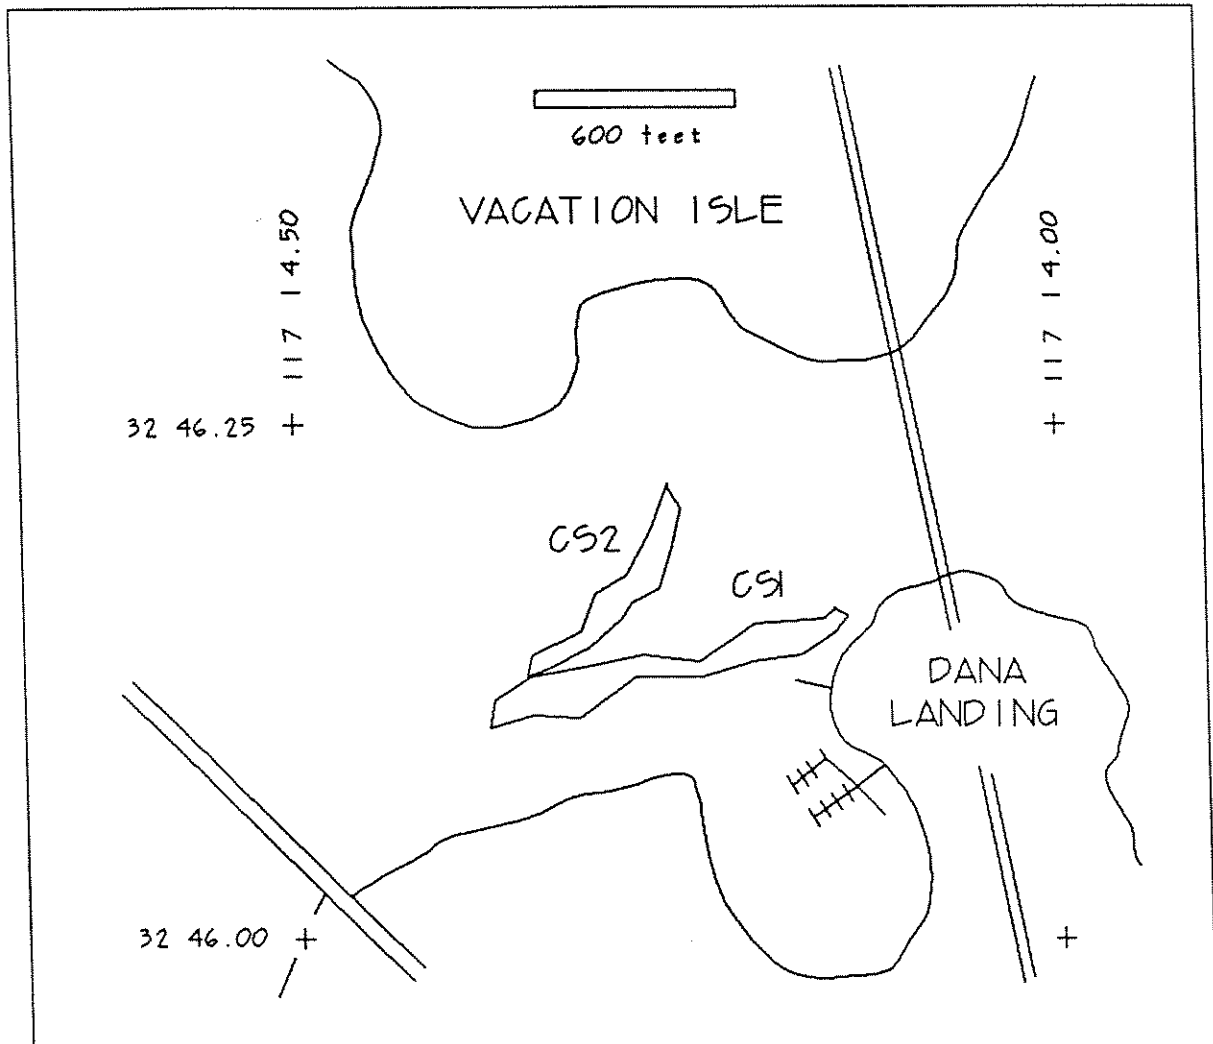 600 feet
VACATION ISLE
117 14.50
117 14.00
32 46.25
CS2
CS1
DANA
LANDING
32 46.00